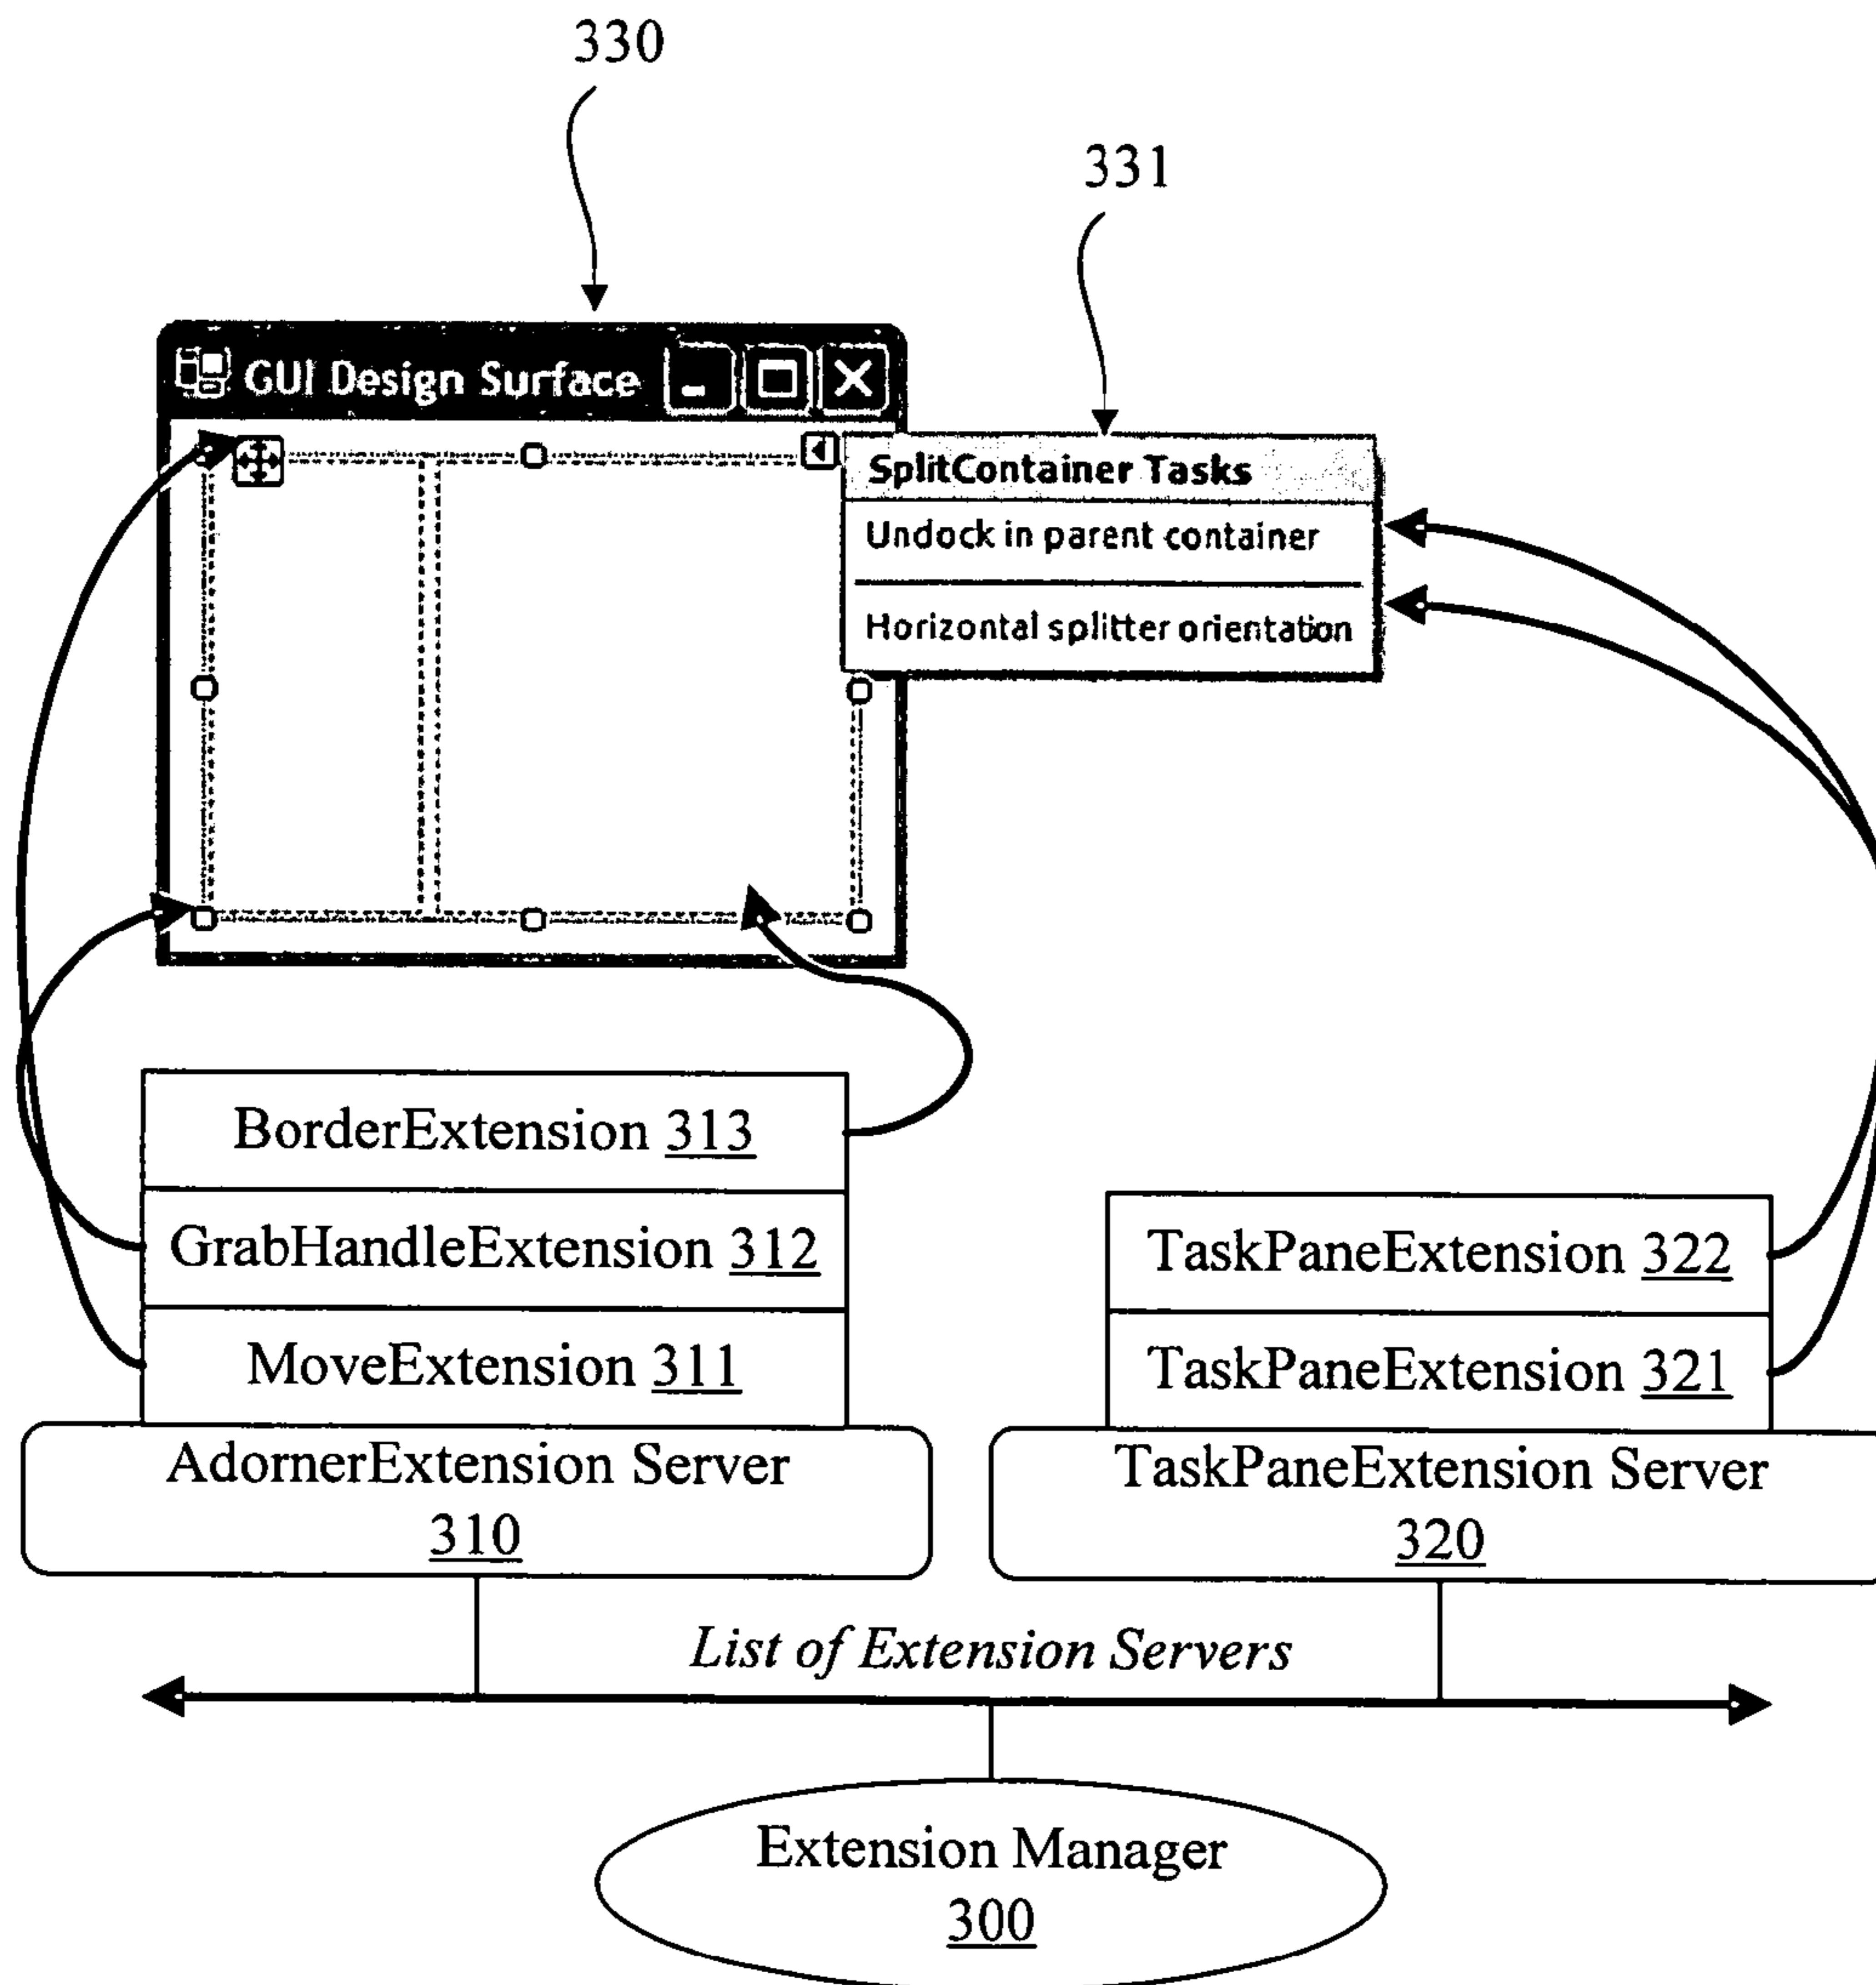 330
331
GUI Design Surface
SplitContainer Tasks
Undock in parent container
Horizontal splitter orientation
BorderExtension 313
GrabHandleExtension 312
MoveExtension 311
TaskPaneExtension 322
TaskPaneExtension 321
AdornerExtension Server
310
TaskPaneExtension Server
320
List of Extension Servers
Extension Manager
300